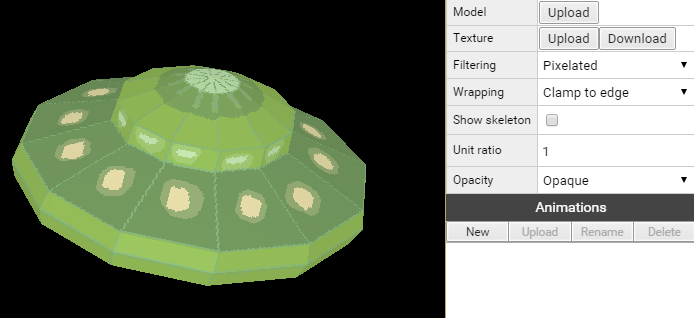 Model Upload
Texture Upload Download
Filtering Pixelated
Wrapping Clamp to edge
Show skeleton
Unit ratio 1
Opacity Opaque
Animations
New Upload Rename Delete